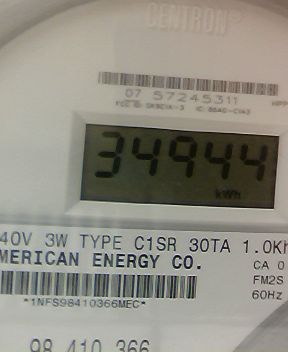 CENTRON®
07 57245311
34944
kWh
40V 3W TYPE C1SR 30TA 1.0Kh
MERICAN ENERGY CO.
CA 0
FM2S
60Hz
*1NFS98410366MEC*
98 410 366